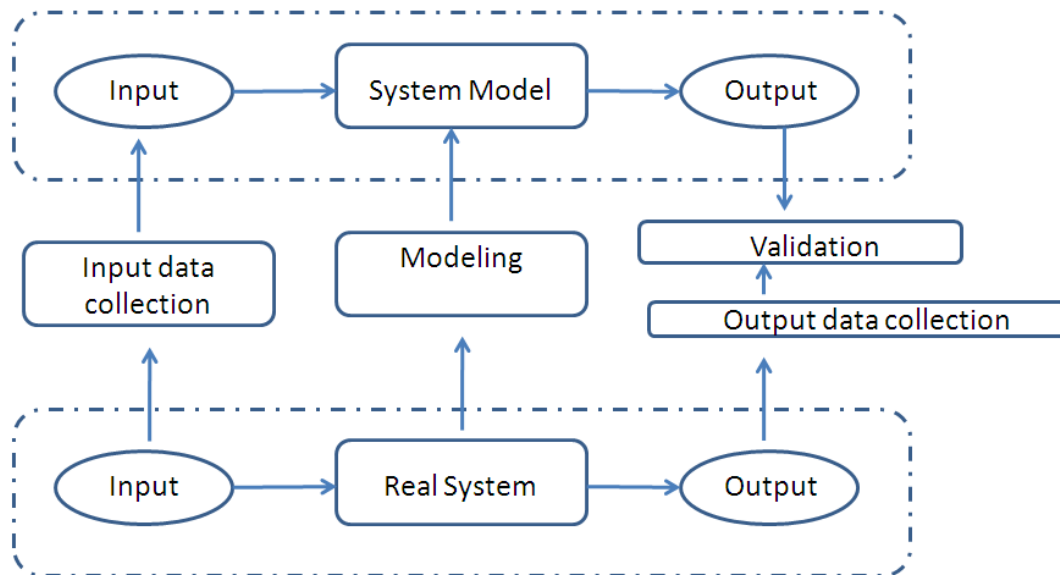 Input
System Model
Output
Input data
collection
Modeling
Validation
Output data collection
Input
Real System
Output